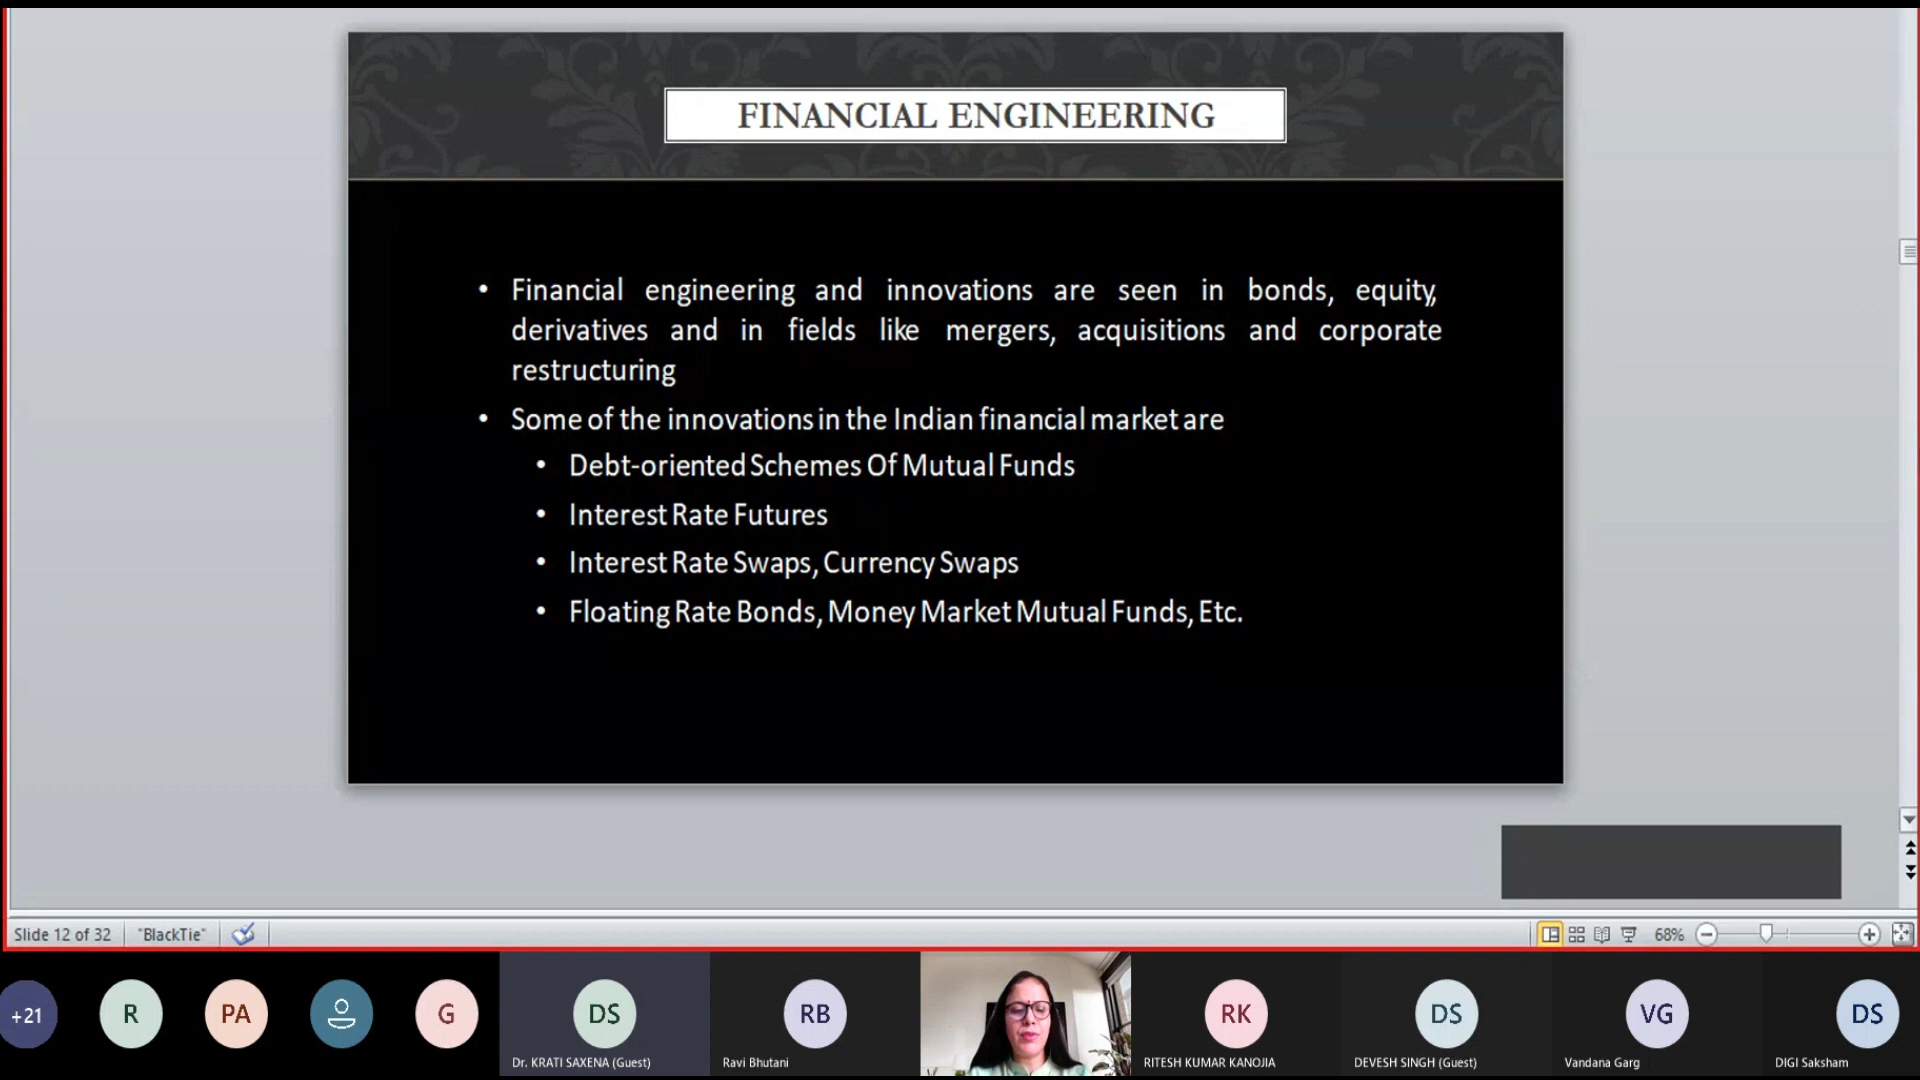 FINANCIAL ENGINEERING
• Financial engineering and innovations are seen in bonds, equity,
derivatives and in fields like mergers, acquisitions and corporate
restructuring
• Some of the innovations in the Indian financial market are
• Debt-oriented Schemes Of Mutual Funds
• Interest Rate Futures
• Interest Rate Swaps, Currency Swaps
• Floating Rate Bonds, Money Market Mutual Funds, Etc.
Slide 12 of 32 "BlackTie" 68%
+21 R PA G DS RB RK DS VG DS
Dr. KRATI SAXENA (Guest) Ravi Bhutani RITESH KUMAR KANOJIA DEVESH SINGH (Guest) Vandana Garg DIGI Saksham